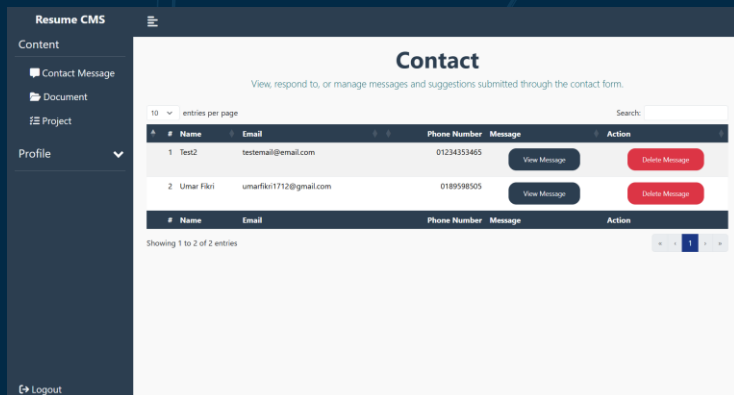 Resume CMS
Content
Contact Message
Document
Project
Profile
Logout
Contact
View, respond to, or manage messages and suggestions submitted through the contact form.
10 entries per page Search:
# Name Email Phone Number Message Action
1 Test2 testemail@email.com 01234353465 View Message Delete Message
2 Umar Fikri umarfikri1712@gmail.com 0189598505 View Message Delete Message
# Name Email Phone Number Message Action
Showing 1 to 2 of 2 entries « ‹ 1 › »